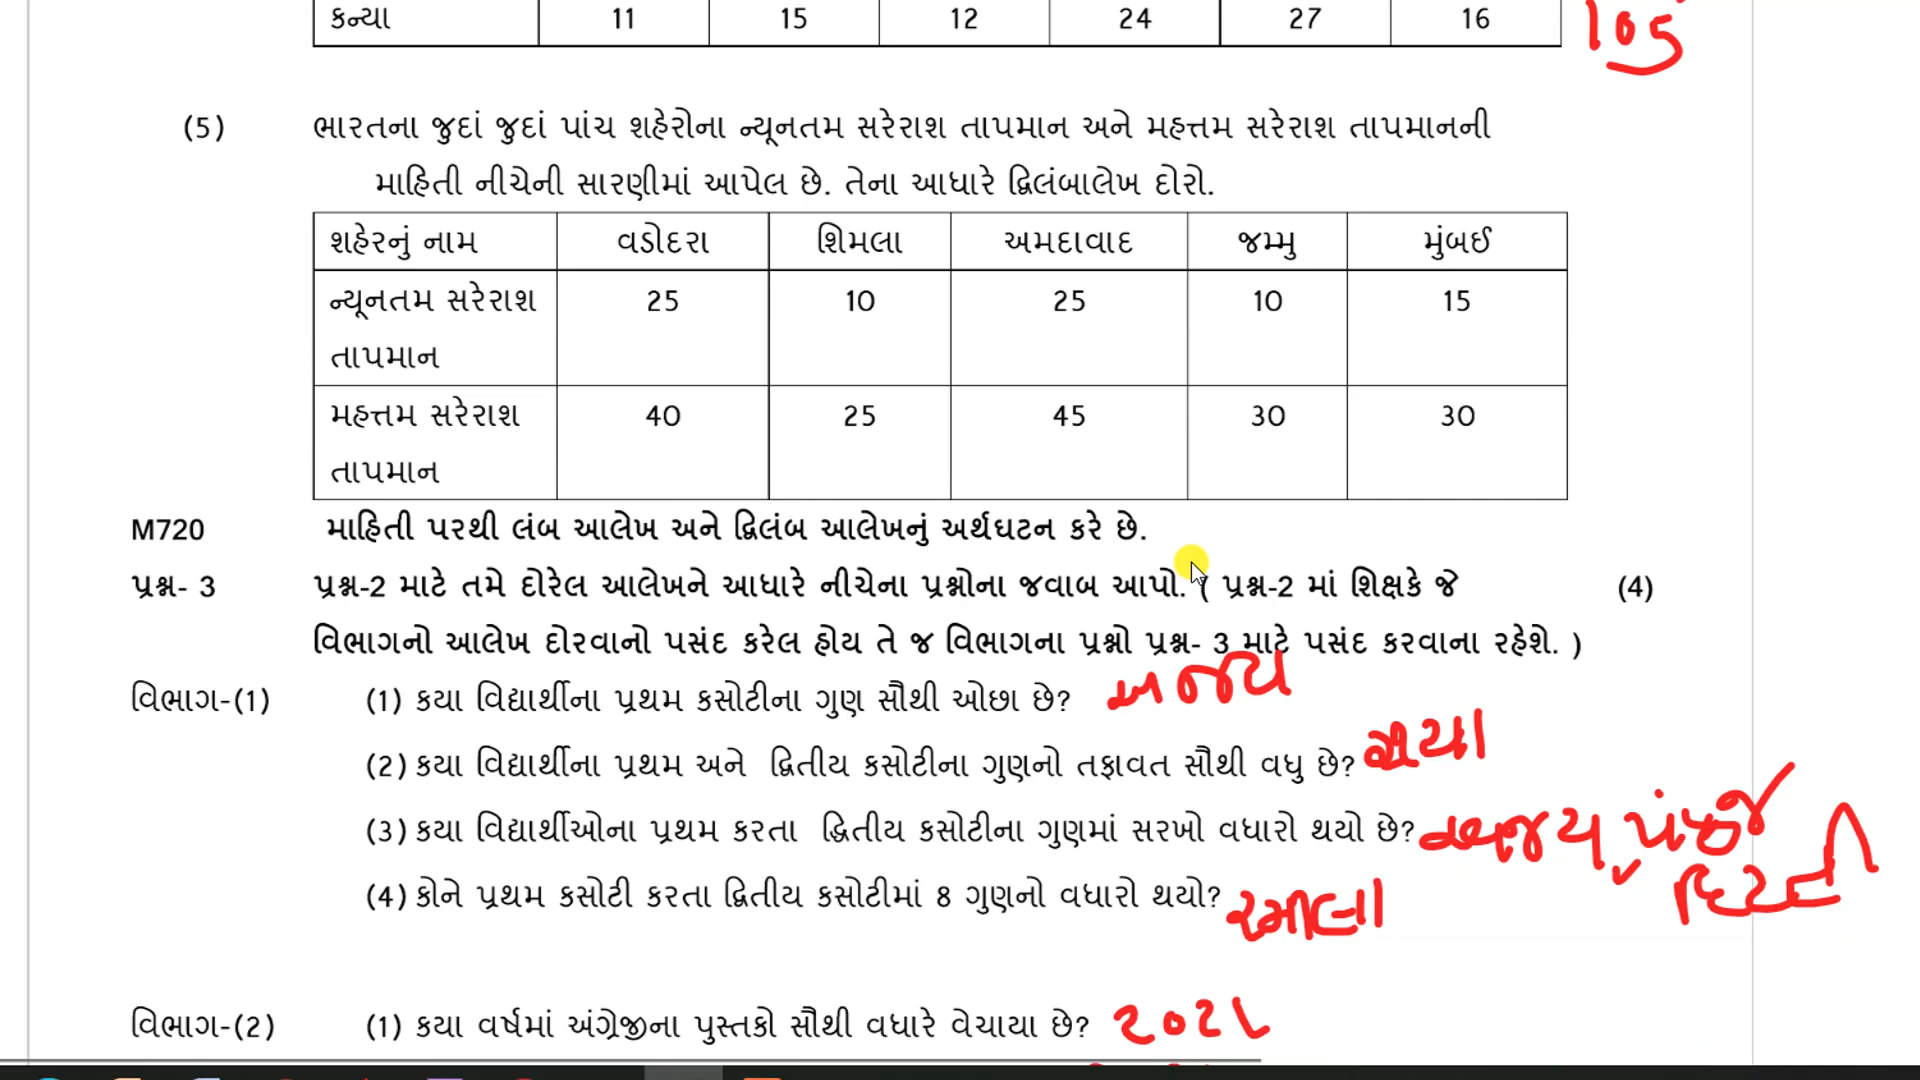 કન્યા 11 15 12 24 27 16 105
(5) ભારતના જુદાં જુદાં પાંચ શહેરોના ન્યૂનતમ સરેરાશ તાપમાન અને મહત્તમ સરેરાશ તાપમાનની
માહિતી નીચેની સારણીમાં આપેલ છે. તેના આધારે દ્વિલંબાલેખ દોરો.
શહેરનું નામ વડોદરા શિમલા અમદાવાદ જમ્મુ મુંબઈ
ન્યૂનતમ સરેરાશ 25 10 25 10 15
તાપમાન
મહત્તમ સરેરાશ 40 25 45 30 30
તાપમાન
M720 માહિતી પરથી લંબ આલેખ અને દ્વિલંબ આલેખનું અર્થઘટન કરે છે.
પ્રશ્ન- 3 પ્રશ્ન-2 માટે તમે દોરેલ આલેખને આધારે નીચેના પ્રશ્નોના જવાબ આપો. ( પ્રશ્ન-2 માં શિક્ષકે જે (4)
વિભાગનો આલેખ દોરવાનો પસંદ કરેલ હોય તે જ વિભાગના પ્રશ્નો પ્રશ્ન- 3 માટે પસંદ કરવાના રહેશે. )
વિભાગ-(1) (1) કયા વિદ્યાર્થીના પ્રથમ કસોટીના ગુણ સૌથી ઓછા છે? અજય
(2) કયા વિદ્યાર્થીના પ્રથમ અને દ્વિતીય કસોટીના ગુણનો તફાવત સૌથી વધુ છે?
(3) કયા વિદ્યાર્થીઓના પ્રથમ કરતા દ્વિતીય કસોટીના ગુણમાં સરખો વધારો થયો છે? અજય, પંકજ
(4) કોને પ્રથમ કસોટી કરતા દ્વિતીય કસોટીમાં 8 ગુણનો વધારો થયો?
વિભાગ-(2) (1) કયા વર્ષમાં અંગ્રેજીના પુસ્તકો સૌથી વધારે વેચાયા છે? ૨૦૨૧